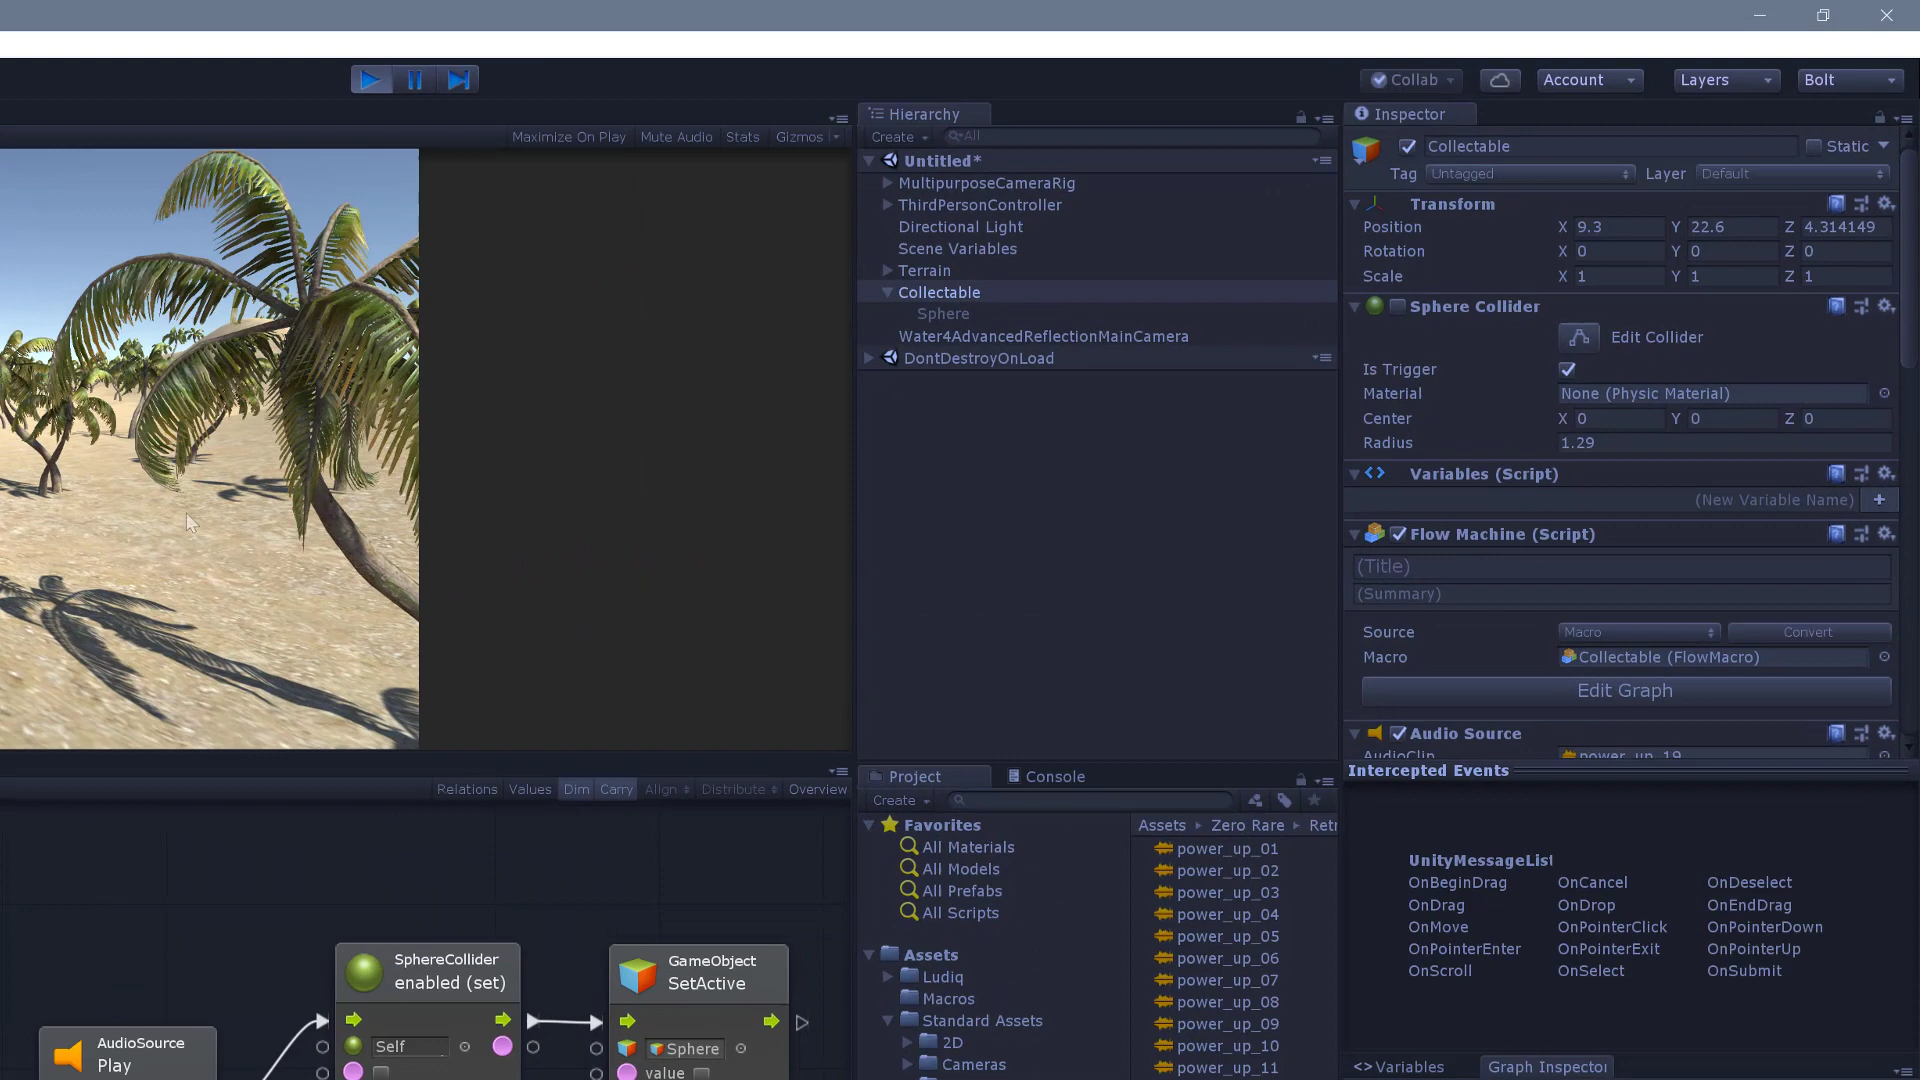 Collab
Account
Layers
Bolt
Maximize On Play
Mute Audio
Stats
Gizmos
Hierarchy
Create
All
Untitled*
MultipurposeCameraRig
ThirdPersonController
Directional Light
Scene Variables
Terrain
Collectable
Sphere
Water4AdvancedReflectionMainCamera
DontDestroyOnLoad
Inspector
Collectable
Static
Tag Untagged Layer Default
Transform
Position X 9.3 Y 22.6 Z 4.314149
Rotation X 0 Y 0 Z 0
Scale X 1 Y 1 Z 1
Sphere Collider
Edit Collider
Is Trigger
Material None (Physic Material)
Center X 0 Y 0 Z 0
Radius 1.29
Variables (Script)
(New Variable Name) +
Flow Machine (Script)
(Title)
(Summary)
Source Macro Convert
Macro Collectable (FlowMacro)
Edit Graph
Audio Source
AudioClip power_up_19
Intercepted Events
UnityMessageList
OnBeginDrag OnCancel OnDeselect
OnDrag OnDrop OnEndDrag
OnMove OnPointerClick OnPointerDown
OnPointerEnter OnPointerExit OnPointerUp
OnScroll OnSelect OnSubmit
<> Variables
Graph Inspector
Relations Values Dim Carry Align Distribute Overview
AudioSource
Play
SphereCollider
enabled (set)
Self
GameObject
SetActive
Sphere
value
Project
Console
Create
Favorites
All Materials
All Models
All Prefabs
All Scripts
Assets
Ludiq
Macros
Standard Assets
2D
Cameras
Assets Zero Rare Retr
power_up_01
power_up_02
power_up_03
power_up_04
power_up_05
power_up_06
power_up_07
power_up_08
power_up_09
power_up_10
power_up_11